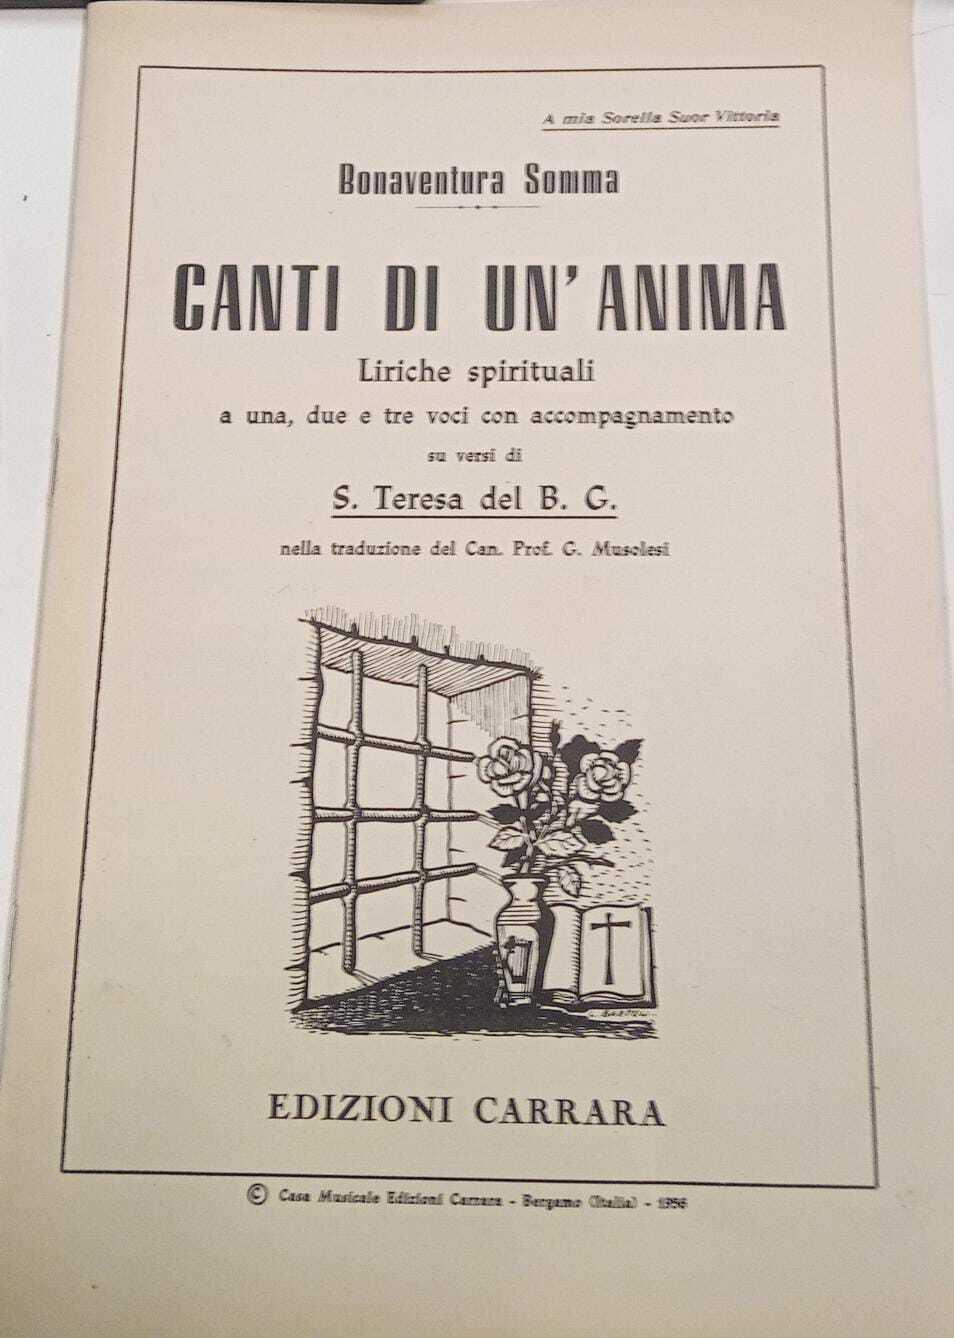 A mia Sorella Suor Vittoria
Bonaventura Somma
CANTI DI UN' ANIMA
Liriche spirituali
a una, due e tre voci con accompagnamento
su versi di
S. Teresa del B. G.
nella traduzione del Can. Prof. G. Musolesi
EDIZIONI CARRARA
© Casa Musicale Edizioni Carrara - Bergamo (Italia) - 1956